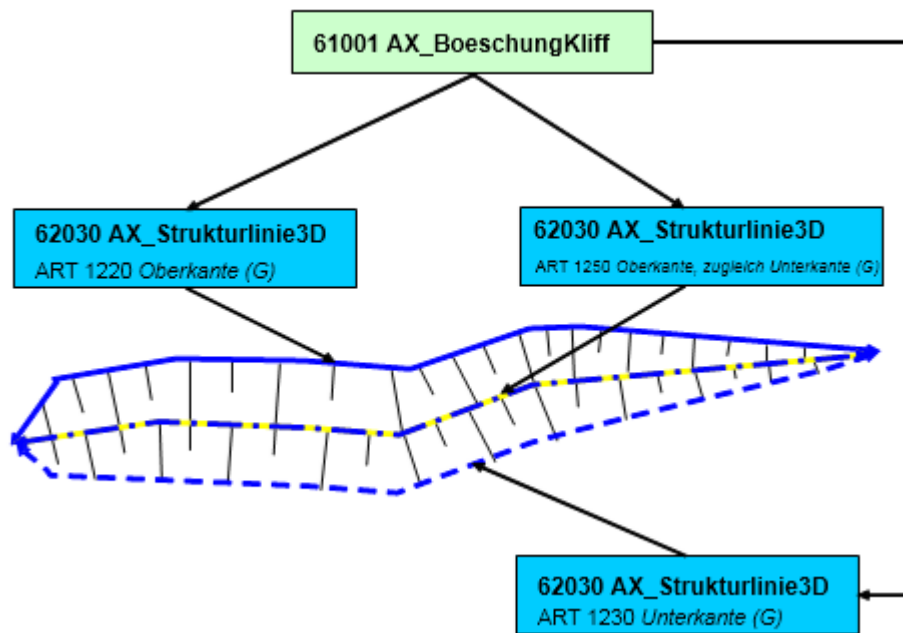 61001 AX_BoeschungKliff
62030 AX_Strukturlinie3D
ART 1220 Oberkante (G)
62030 AX_Strukturlinie3D
ART 1250 Oberkante, zugleich Unterkante (G)
62030 AX_Strukturlinie3D
ART 1230 Unterkante (G)